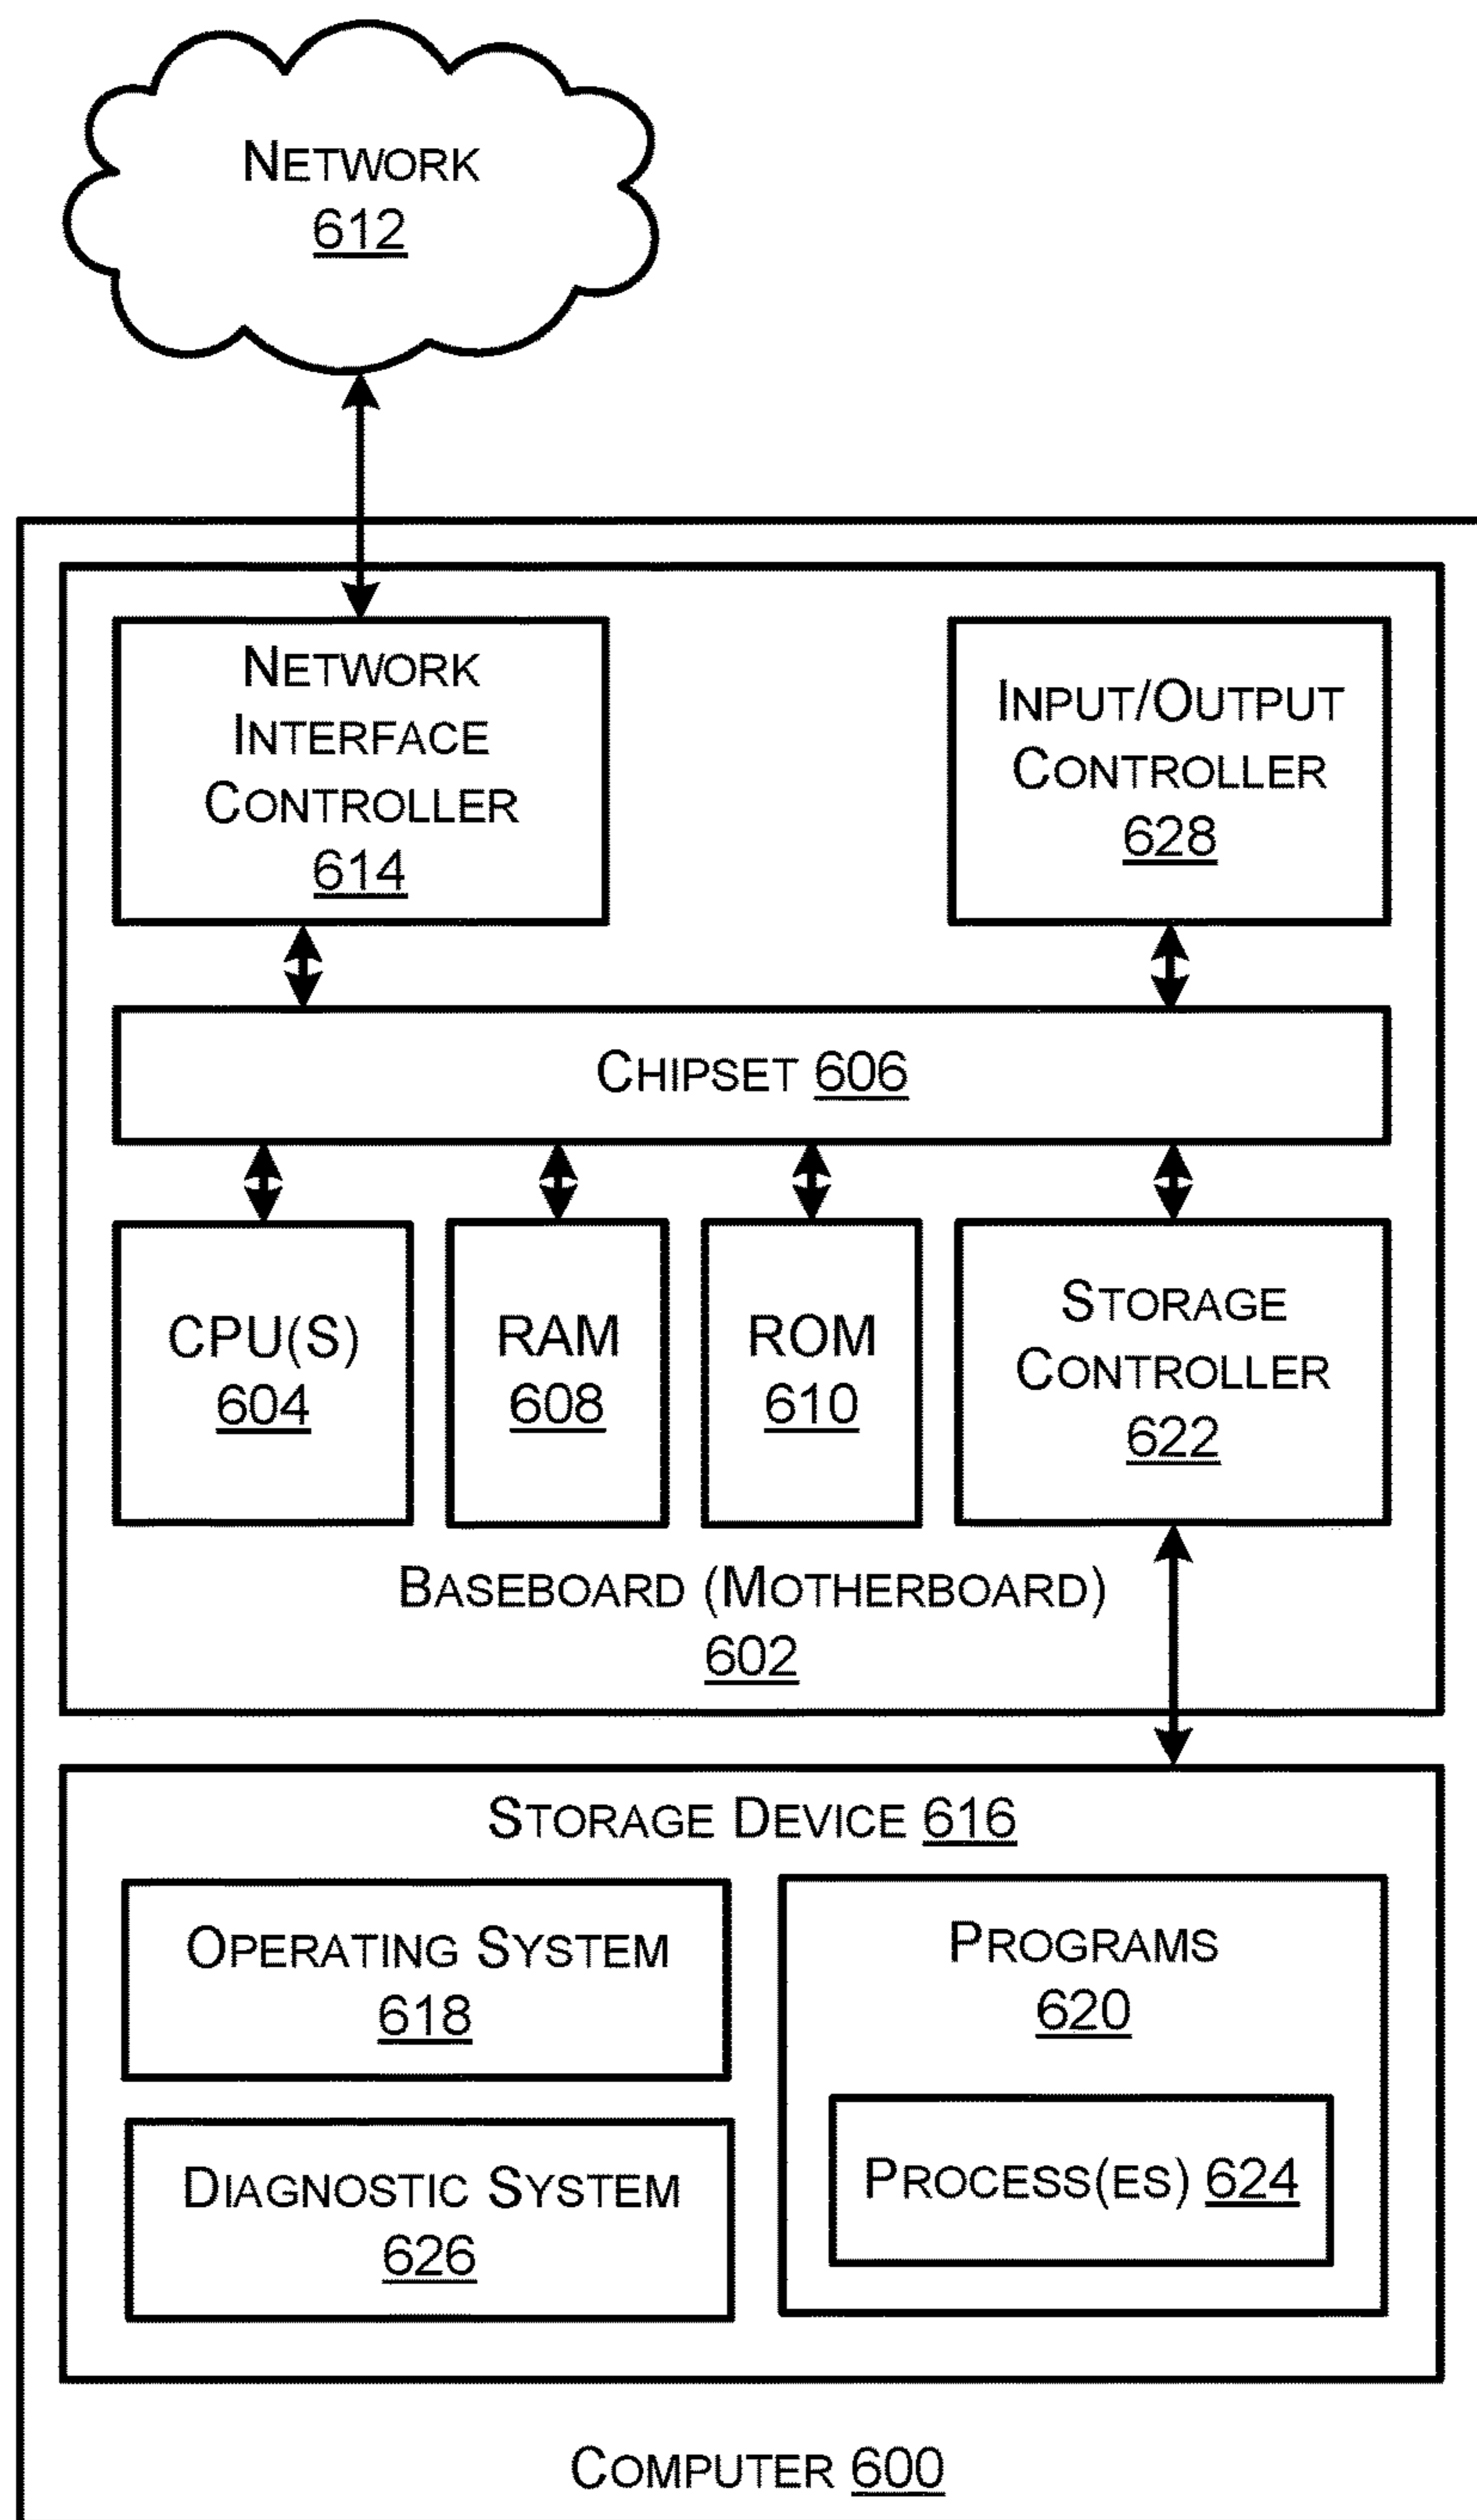 NETWORK
612
NETWORK
INTERFACE
CONTROLLER
614
INPUT/OUTPUT
CONTROLLER
628
CHIPSET 606
CPU(S)
604
RAM
608
ROM
610
STORAGE
CONTROLLER
622
BASEBOARD (MOTHERBOARD)
602
STORAGE DEVICE 616
OPERATING SYSTEM
618
DIAGNOSTIC SYSTEM
626
PROGRAMS
620
PROCESS(ES) 624
COMPUTER 600